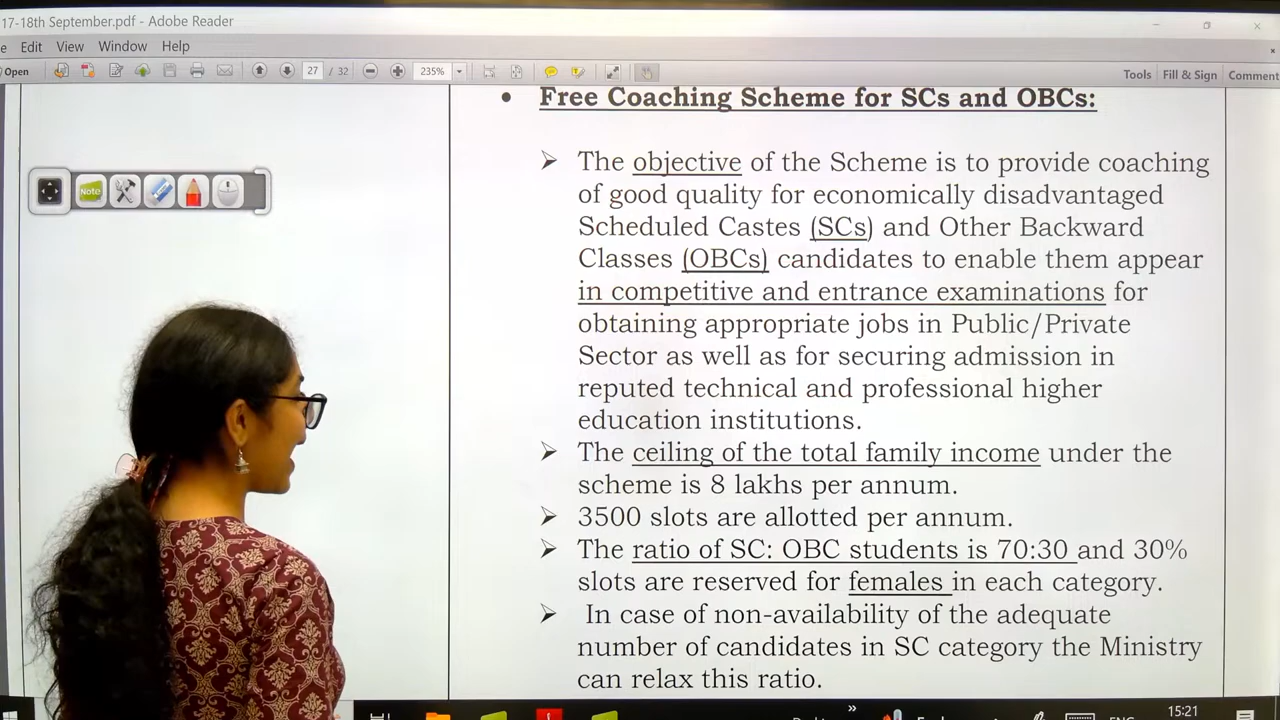 17-18th September.pdf - Adobe Reader
Edit View Window Help
Open 27 / 32 235% Tools Fill & Sign Comment
• Free Coaching Scheme for SCs and OBCs:
Note
➢ The objective of the Scheme is to provide coaching
of good quality for economically disadvantaged
Scheduled Castes (SCs) and Other Backward
Classes (OBCs) candidates to enable them appear
in competitive and entrance examinations for
obtaining appropriate jobs in Public/Private
Sector as well as for securing admission in
reputed technical and professional higher
education institutions.
➢ The ceiling of the total family income under the
scheme is 8 lakhs per annum.
➢ 3500 slots are allotted per annum.
➢ The ratio of SC: OBC students is 70:30 and 30%
slots are reserved for females in each category.
➢ In case of non-availability of the adequate
number of candidates in SC category the Ministry
can relax this ratio.
15:21